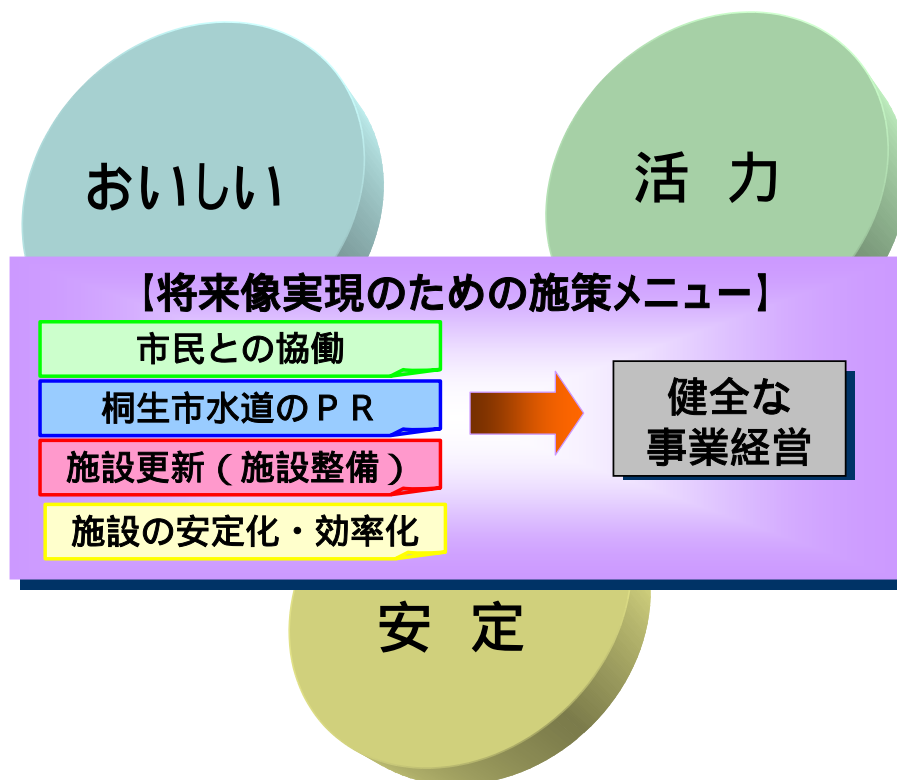 おいしい
活 力
【将来像実現のための施策メニュー】
市民との協働
桐生市水道のＰＲ
施設更新（施設整備）
施設の安定化・効率化
健全な
事業経営
安 定